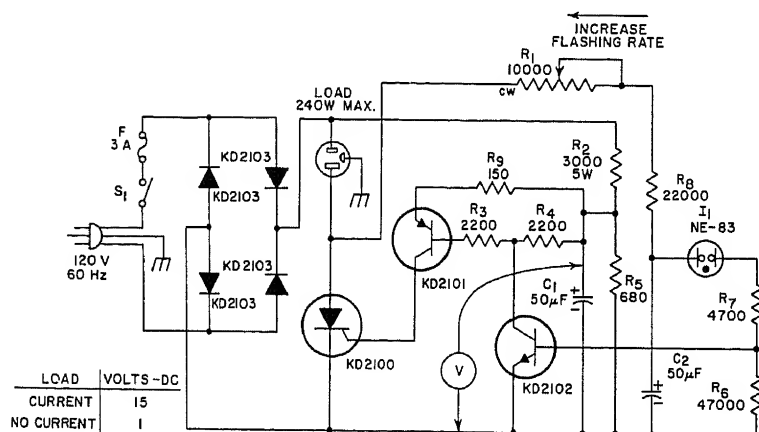 INCREASE
FLASHING RATE
R1
10000
CW
LOAD
240W MAX.
F
3 A
S1
KD2103
KD2103
KD2103
KD2103
120 V
60 Hz
R9
150
R2
3000
5W
R8
22000
I1
NE-83
R3
2200
R4
2200
KD2101
C1
50µF
+
−
R5
680
R7
4700
KD2100
V
KD2102
C2
50µF
+
−
R6
47000
LOAD VOLTS-DC
CURRENT 15
NO CURRENT 1